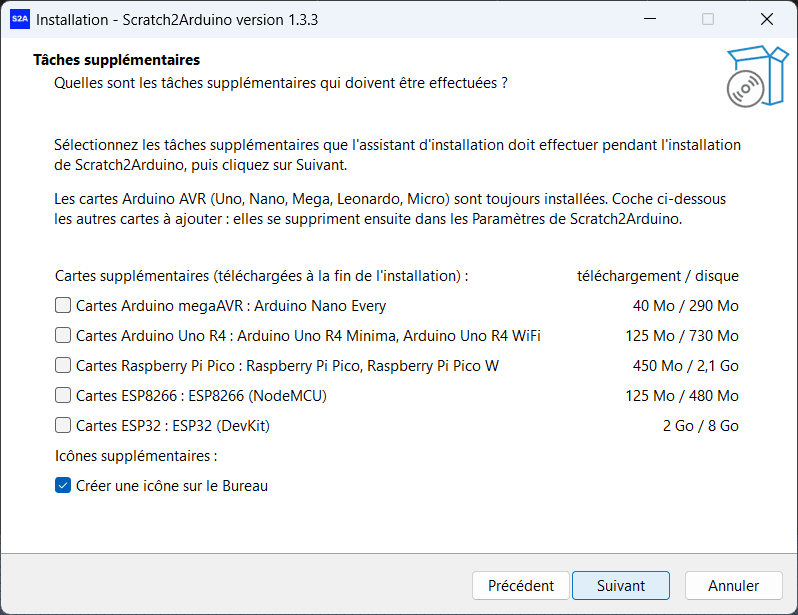 S2A Installation - Scratch2Arduino version 1.3.3
Tâches supplémentaires
Quelles sont les tâches supplémentaires qui doivent être effectuées ?
Sélectionnez les tâches supplémentaires que l'assistant d'installation doit effectuer pendant l'installation
de Scratch2Arduino, puis cliquez sur Suivant.
Les cartes Arduino AVR (Uno, Nano, Mega, Leonardo, Micro) sont toujours installées. Coche ci-dessous
les autres cartes à ajouter : elles se suppriment ensuite dans les Paramètres de Scratch2Arduino.
Cartes supplémentaires (téléchargées à la fin de l'installation) : téléchargement / disque
Cartes Arduino megaAVR : Arduino Nano Every 40 Mo / 290 Mo
Cartes Arduino Uno R4 : Arduino Uno R4 Minima, Arduino Uno R4 WiFi 125 Mo / 730 Mo
Cartes Raspberry Pi Pico : Raspberry Pi Pico, Raspberry Pi Pico W 450 Mo / 2,1 Go
Cartes ESP8266 : ESP8266 (NodeMCU) 125 Mo / 480 Mo
Cartes ESP32 : ESP32 (DevKit) 2 Go / 8 Go
Icônes supplémentaires :
Créer une icône sur le Bureau
Précédent Suivant Annuler